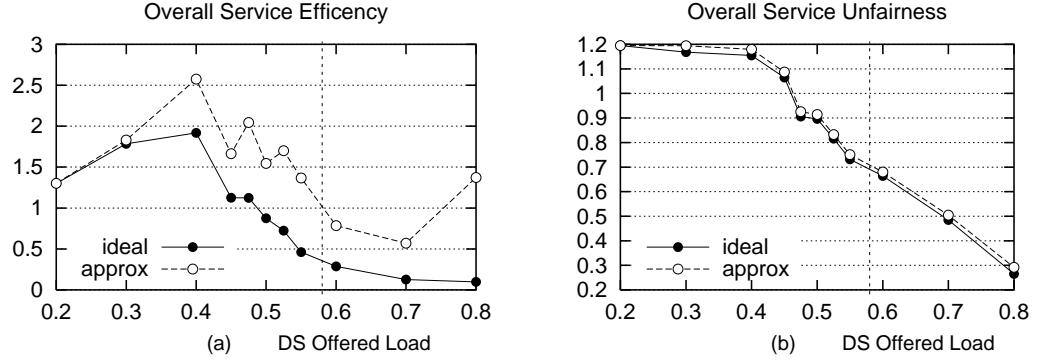 Overall Service Efficency
3
2.5
2
1.5
1
0.5
0
ideal
approx
0.2 0.3 0.4 0.5 0.6 0.7 0.8
(a) DS Offered Load
Overall Service Unfairness
1.2
1.1
1
0.9
0.8
0.7
0.6
0.5
0.4
0.3
0.2
ideal
approx
0.2 0.3 0.4 0.5 0.6 0.7 0.8
(b) DS Offered Load